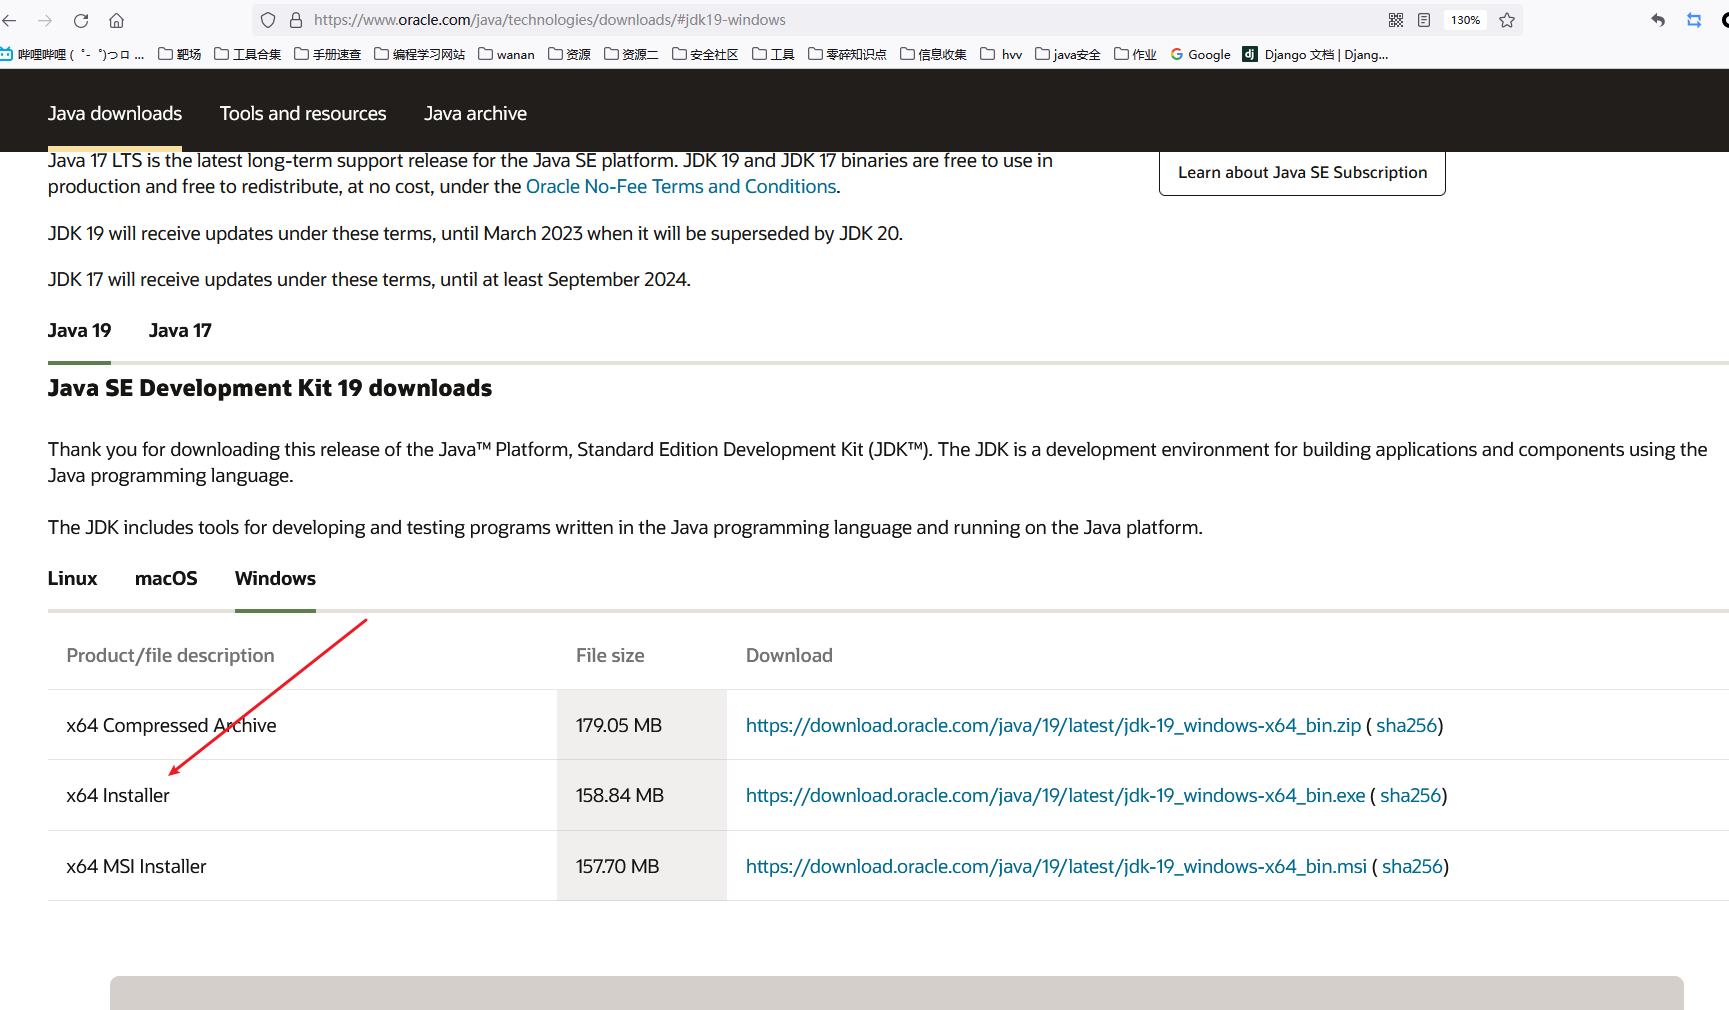 https://www.oracle.com/java/technologies/downloads/#jdk19-windows
130%
哔哩哔哩 ( ゜- ゜)つロ ... 靶场 工具合集 手册速查 编程学习网站 wanan 资源 资源二 安全社区 工具 零碎知识点 信息收集 hvv java安全 作业 Google dj Django 文档 | Djang...
Java downloads Tools and resources Java archive
Java 17 LTS is the latest long-term support release for the Java SE platform. JDK 19 and JDK 17 binaries are free to use in
production and free to redistribute, at no cost, under the Oracle No-Fee Terms and Conditions.
Learn about Java SE Subscription
JDK 19 will receive updates under these terms, until March 2023 when it will be superseded by JDK 20.
JDK 17 will receive updates under these terms, until at least September 2024.
Java 19 Java 17
Java SE Development Kit 19 downloads
Thank you for downloading this release of the Java™ Platform, Standard Edition Development Kit (JDK™). The JDK is a development environment for building applications and components using the
Java programming language.
The JDK includes tools for developing and testing programs written in the Java programming language and running on the Java platform.
Linux macOS Windows
Product/file description File size Download
x64 Compressed Archive 179.05 MB https://download.oracle.com/java/19/latest/jdk-19_windows-x64_bin.zip ( sha256)
x64 Installer 158.84 MB https://download.oracle.com/java/19/latest/jdk-19_windows-x64_bin.exe ( sha256)
x64 MSI Installer 157.70 MB https://download.oracle.com/java/19/latest/jdk-19_windows-x64_bin.msi ( sha256)